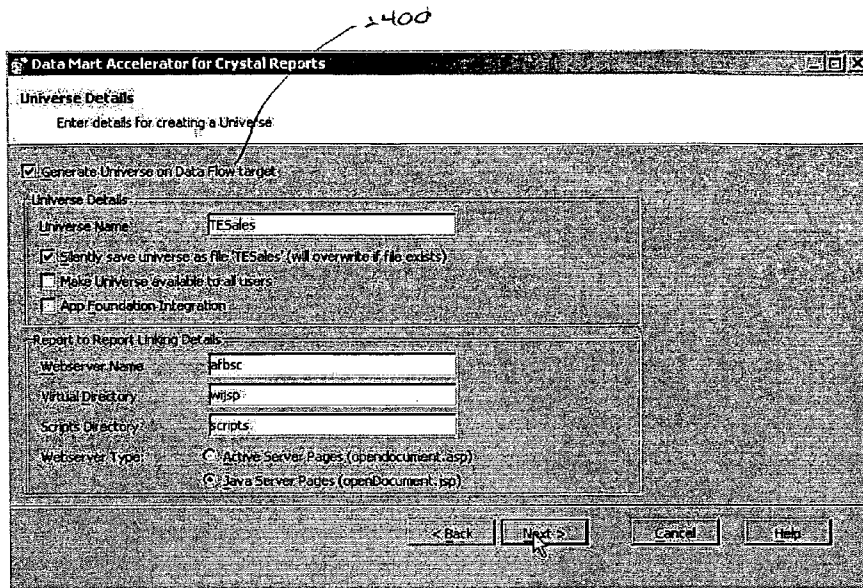 2400
Data Mart Accelerator for Crystal Reports
Universe Details
Enter details for creating a Universe
Generate Universe on Data Flow target
Universe Details
Universe Name
TESales
Silently save universe as file 'TESales' (will overwrite if file exists)
Make Universe available to all users
App Foundation Integration
Report to Report Linking Details
Webserver Name
afbsc
Virtual Directory
wijsp
Scripts Directory
scripts
Webserver Type:
Active Server Pages (opendocument.asp)
Java Server Pages (openDocument.jsp)
< Back
Next >
Cancel
Help